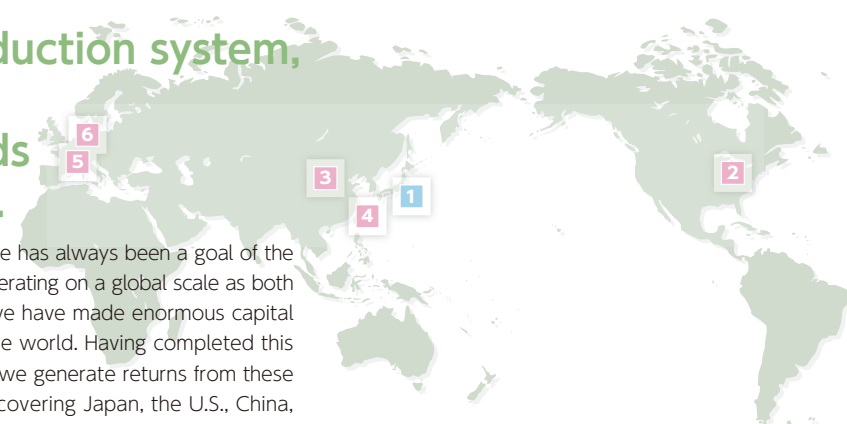 duction system,
ds
.
e has always been a goal of the
erating on a global scale as both
we have made enormous capital
e world. Having completed this
we generate returns from these
covering Japan, the U.S., China,
6
5
3
4
1
2